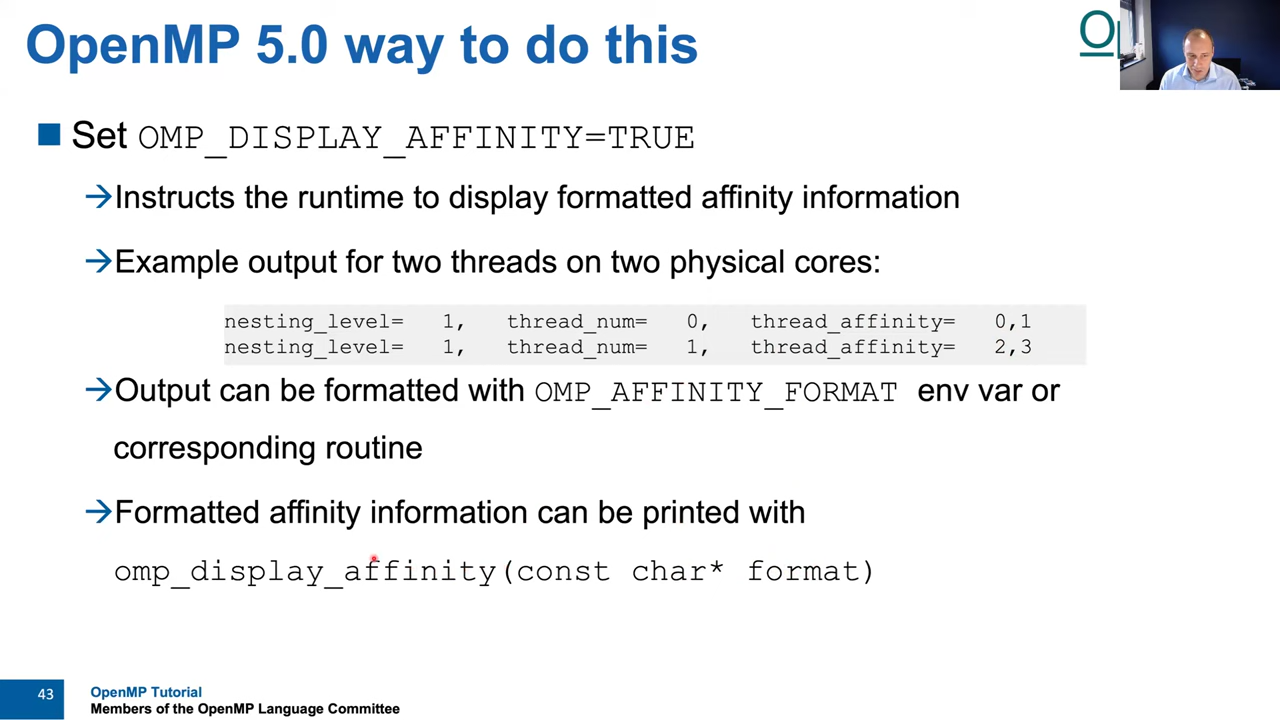 OpenMP 5.0 way to do this
Set OMP_DISPLAY_AFFINITY=TRUE
→Instructs the runtime to display formatted affinity information
→Example output for two threads on two physical cores:
nesting_level= 1, thread_num= 0, thread_affinity= 0,1
nesting_level= 1, thread_num= 1, thread_affinity= 2,3
→Output can be formatted with OMP_AFFINITY_FORMAT env var or
corresponding routine
→Formatted affinity information can be printed with
omp_display_affinity(const char* format)
43
OpenMP Tutorial
Members of the OpenMP Language Committee